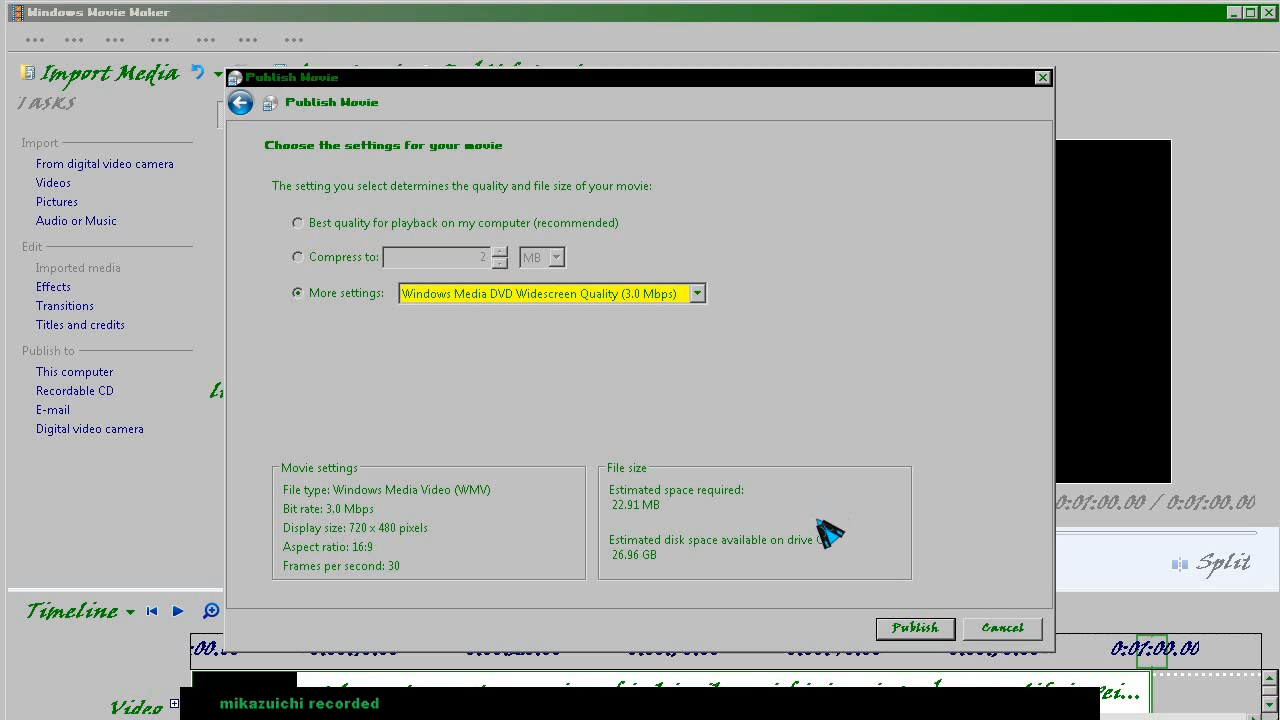 Windows Movie Maker
Import Media
Tasks
Import
From digital video camera
Videos
Pictures
Audio or Music
Edit
Imported media
Effects
Transitions
Titles and credits
Publish to
This computer
Recordable CD
E-mail
Digital video camera
Publish Movie
Publish Movie
Choose the settings for your movie
The setting you select determines the quality and file size of your movie:
Best quality for playback on my computer (recommended)
Compress to: 2 MB
More settings: Windows Media DVD Widescreen Quality (3.0 Mbps)
Movie settings
File type: Windows Media Video (WMV)
Bit rate: 3.0 Mbps
Display size: 720 x 480 pixels
Aspect ratio: 16:9
Frames per second: 30
File size
Estimated space required:
22.91 MB
Estimated disk space available on drive
26.96 GB
Publish Cancel
0:01:00.00 / 0:01:00.00
Split
Timeline
0:01:00.00
Video
mikazuichi recorded